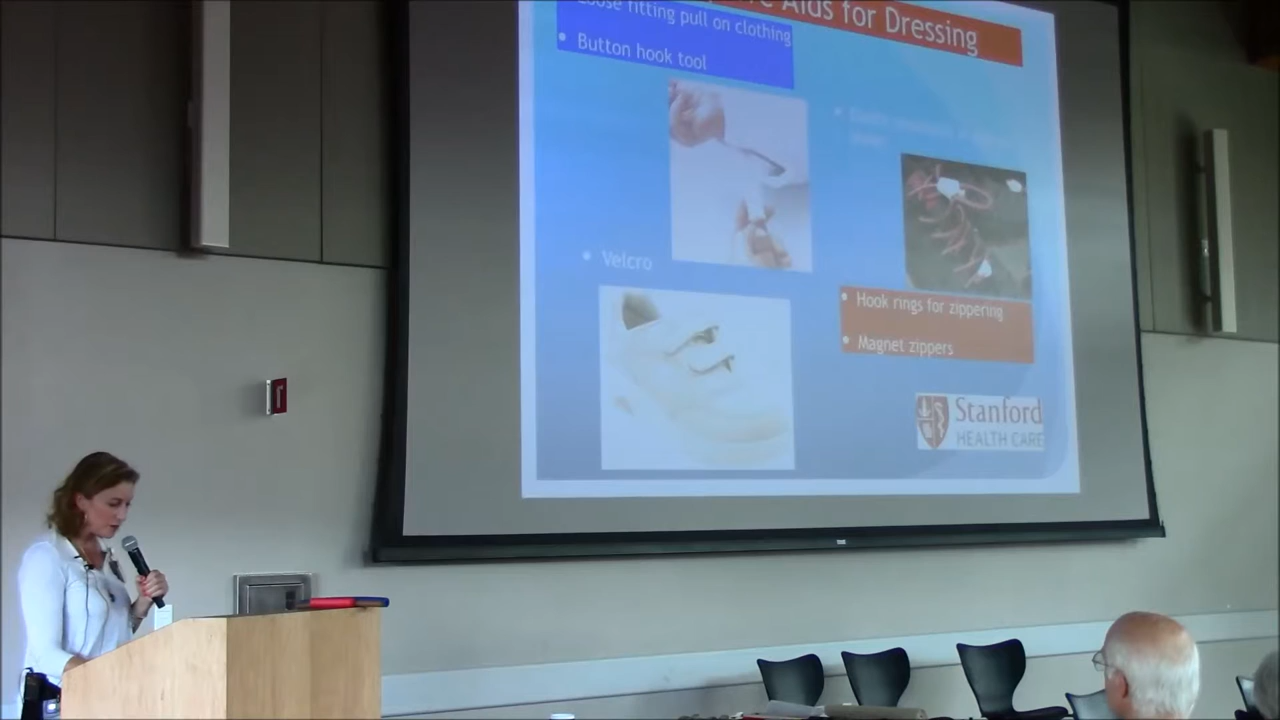 Aids for Dressing
Loose fitting pull on clothing
• Button hook tool
• Velcro
• Hook rings for zippering
• Magnet zippers
Stanford
HEALTH CARE